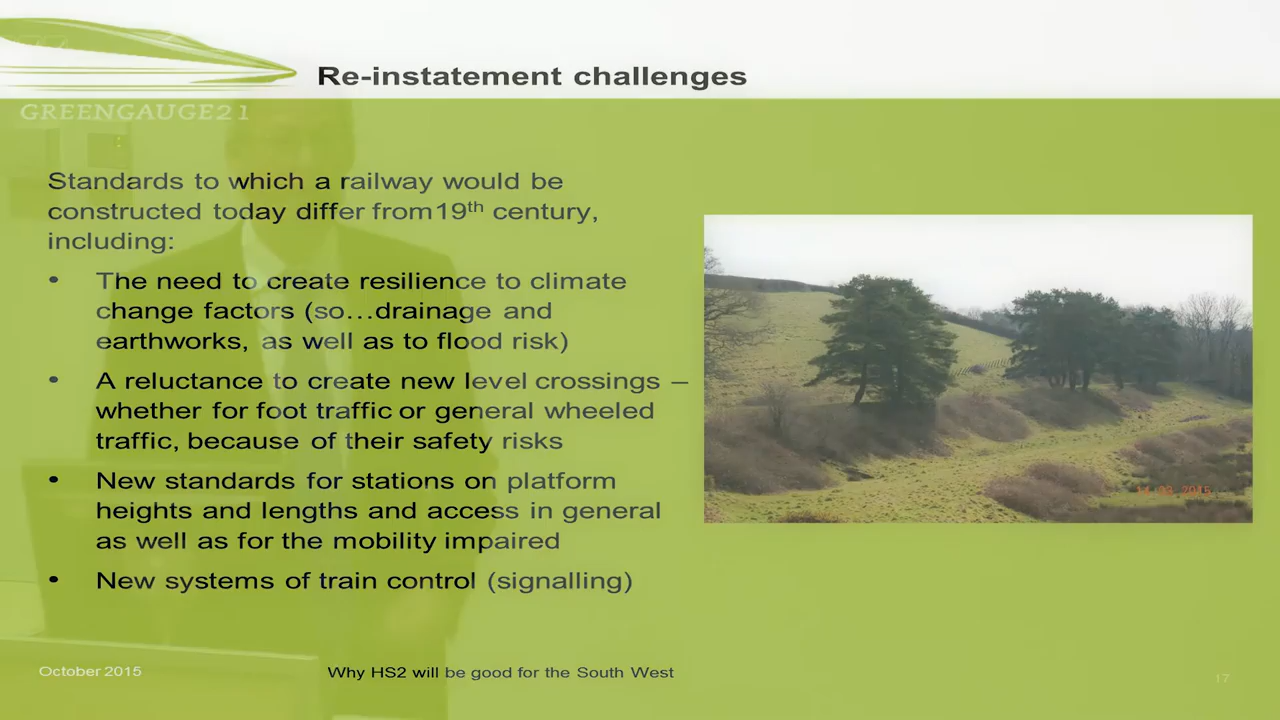 Re-instatement challenges
GREENGAUGE21
Standards to which a railway would be
constructed today differ from19th century,
including:
• The need to create resilience to climate
change factors (so…drainage and
earthworks, as well as to flood risk)
• A reluctance to create new level crossings –
whether for foot traffic or general wheeled
traffic, because of their safety risks
• New standards for stations on platform
heights and lengths and access in general
as well as for the mobility impaired
• New systems of train control (signalling)
14 03 2015
October 2015
Why HS2 will be good for the South West
17